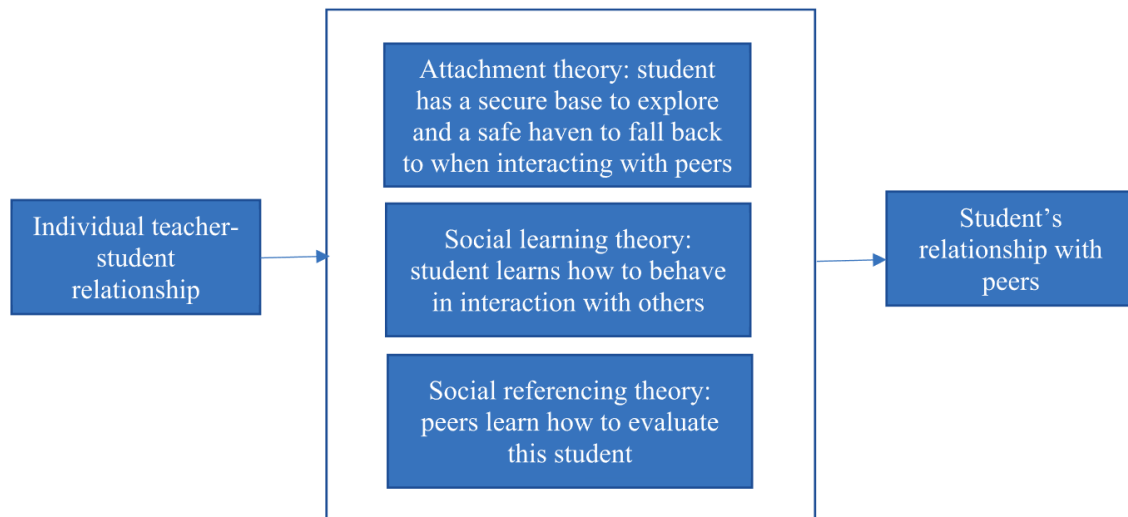 Individual teacher-
student
relationship
Attachment theory: student
has a secure base to explore
and a safe haven to fall back
to when interacting with peers
Social learning theory:
student learns how to behave
in interaction with others
Social referencing theory:
peers learn how to evaluate
this student
Student’s
relationship with
peers